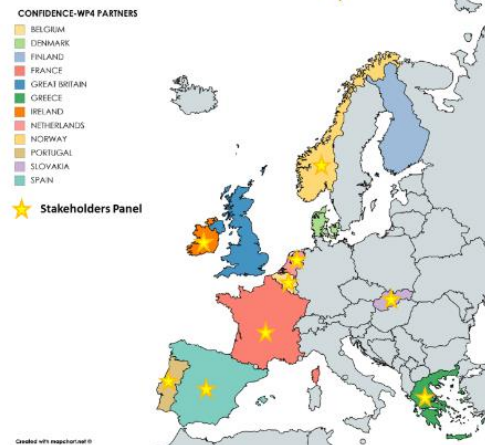 CONFIDENCE-WP4 PARTNERS
BELGIUM
DENMARK
FINLAND
FRANCE
GREAT BRITAIN
GREECE
IRELAND
NETHERLANDS
NORWAY
PORTUGAL
SLOVAKIA
SPAIN
Stakeholders Panel
Created with mapchart.net ©